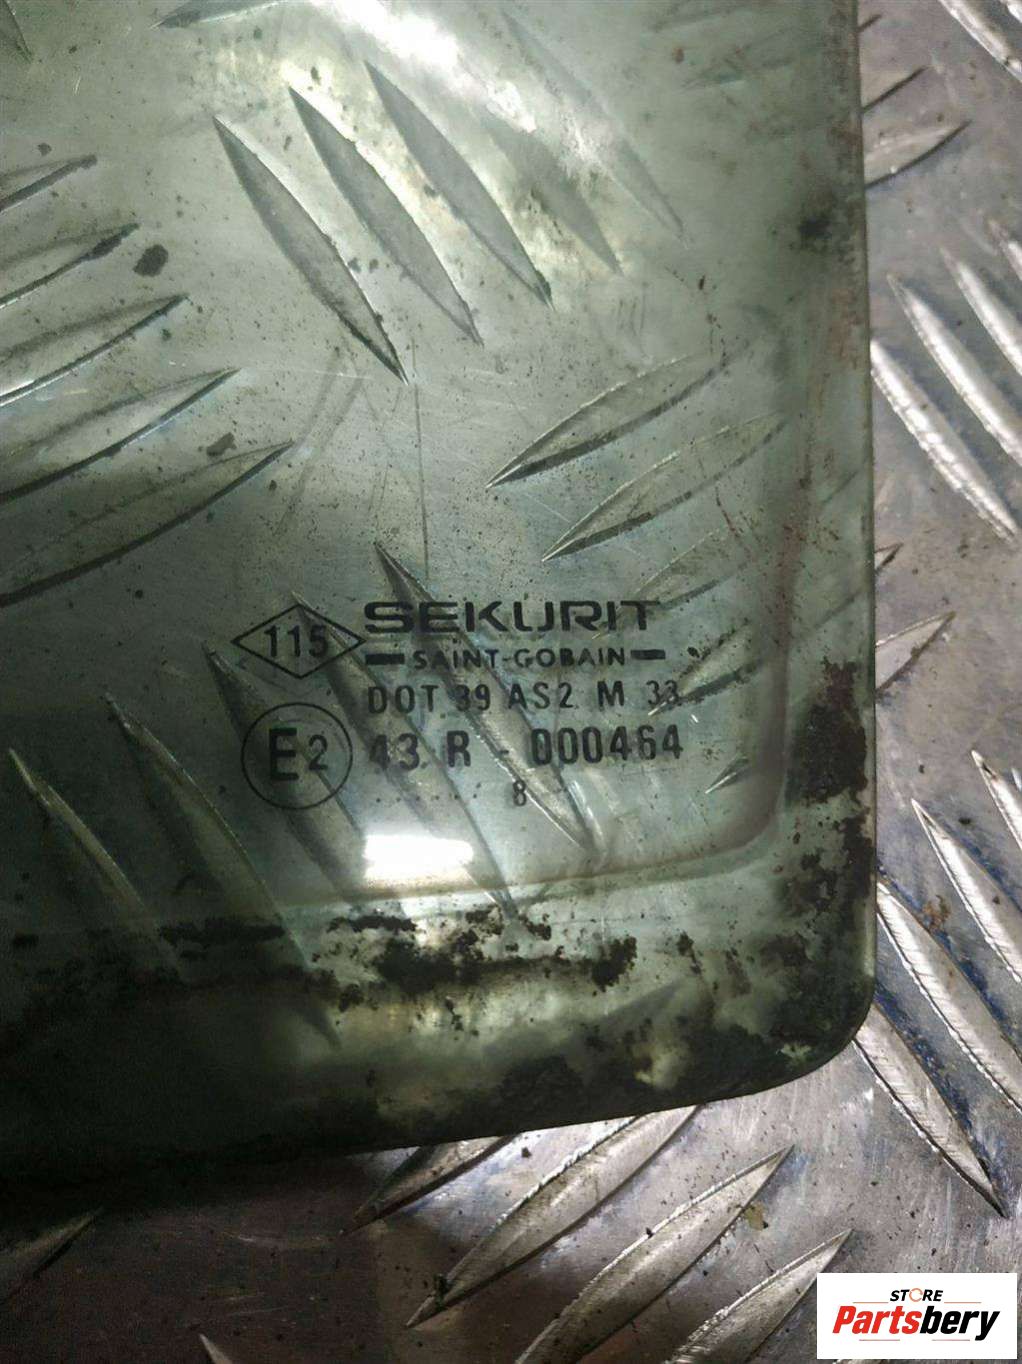 115
SEKURIT
SAINT-GOBAIN
DOT 39 AS2 M 33
E2 43 R - 000464
8
STORE
Partsbery